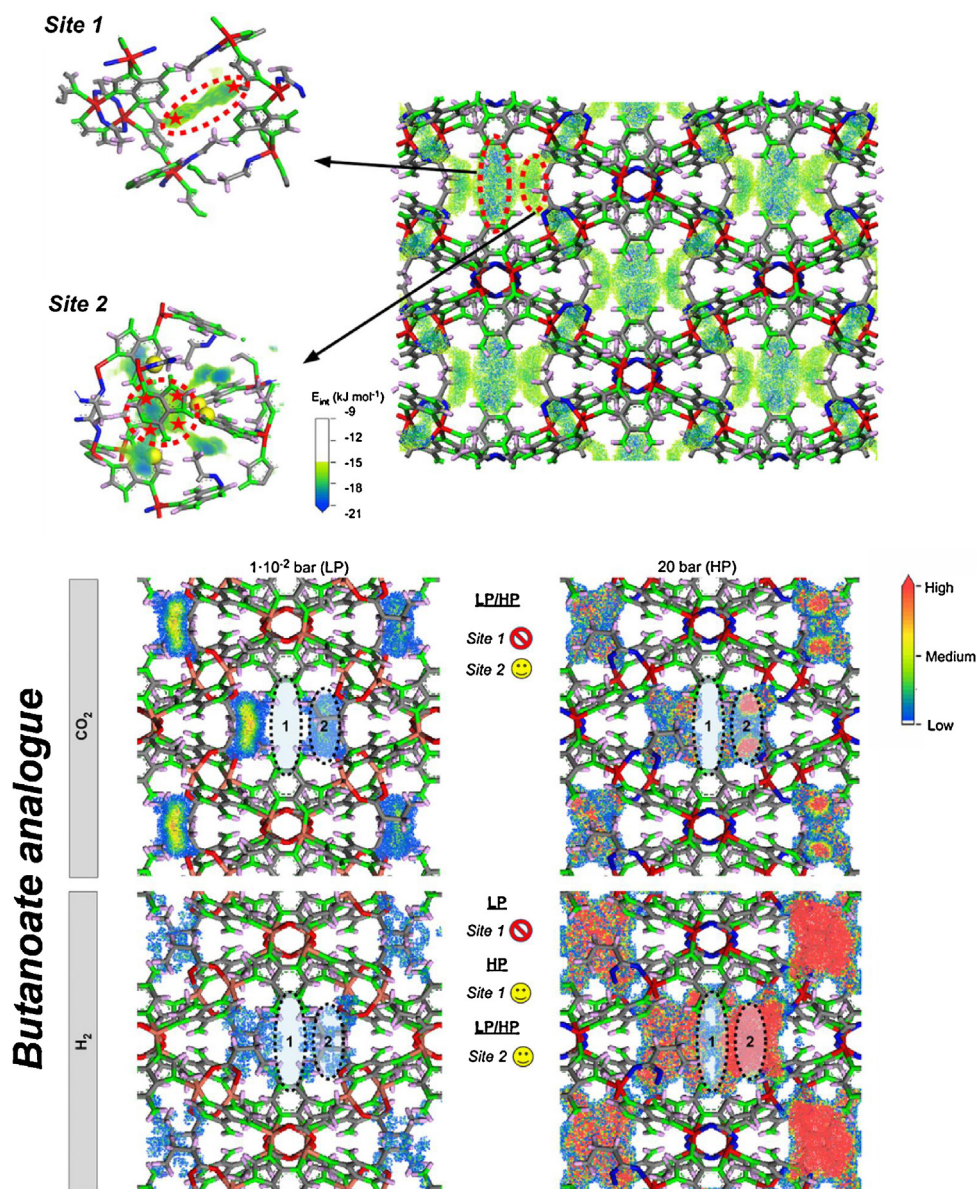 Site 1
Site 2
E_int (kJ mol⁻¹)
-9
-12
-15
-18
-21
1·10⁻² bar (LP)
20 bar (HP)
Butanoate analogue
CO₂
1
2
LP/HP
Site 1
Site 2
1
2
High
Medium
Low
H₂
1
2
LP
Site 1
HP
Site 1
LP/HP
Site 2
1
2